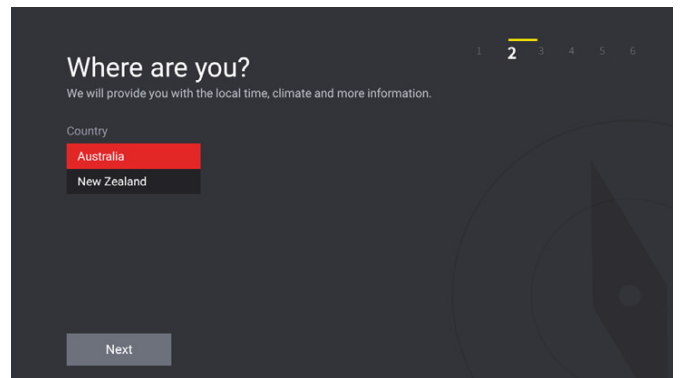 1 2 3 4 5 6
Where are you?
We will provide you with the local time, climate and more information.
Country
Australia
New Zealand
Next